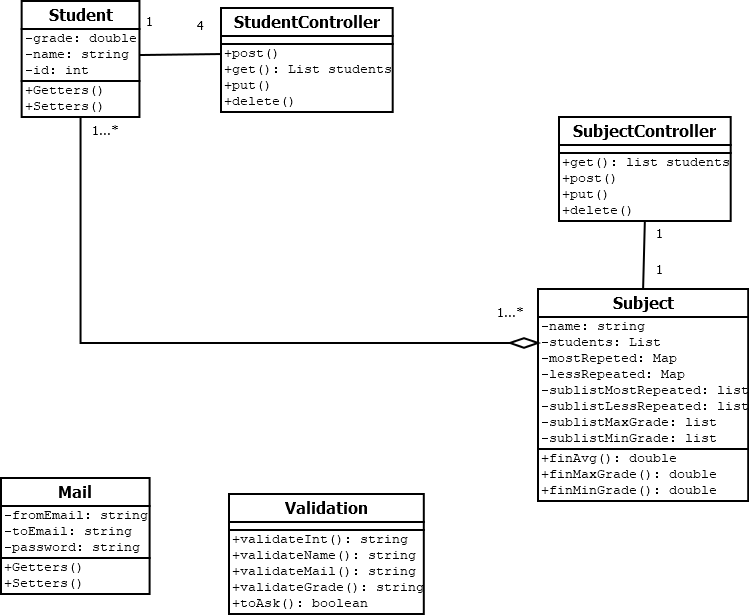 Student
-grade: double
-name: string
-id: int
+Getters()
+Setters()
1
4
StudentController
+post()
+get(): List students
+put()
+delete()
1...*
SubjectController
+get(): list students
+post()
+put()
+delete()
1
1
1...*
Subject
-name: string
-students: List
-mostRepeted: Map
-lessRepeated: Map
-sublistMostRepeated: list
-sublistLessRepeated: list
-sublistMaxGrade: list
-sublistMinGrade: list
+finAvg(): double
+finMaxGrade(): double
+finMinGrade(): double
Mail
-fromEmail: string
-toEmail: string
-password: string
+Getters()
+Setters()
Validation
+validateInt(): string
+validateName(): string
+validateMail(): string
+validateGrade(): string
+toAsk(): boolean